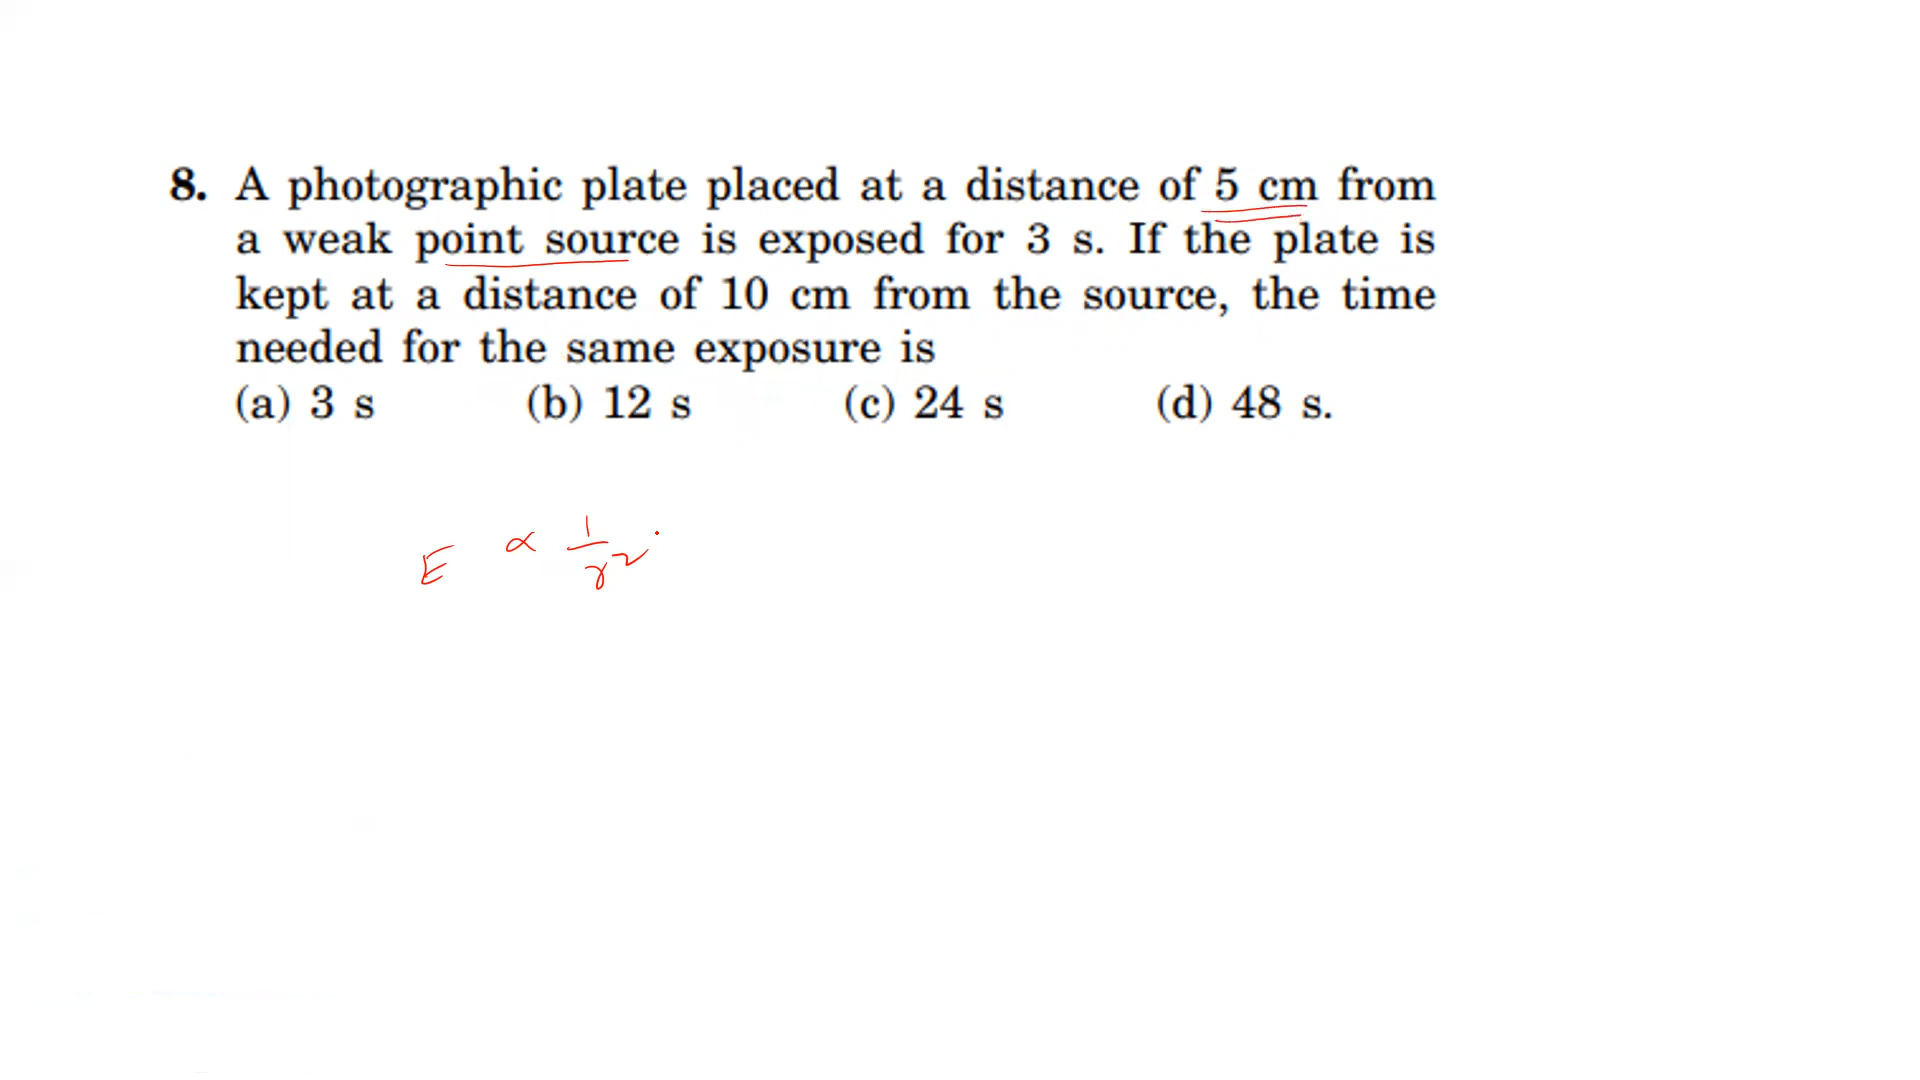 8. A photographic plate placed at a distance of 5 cm from
a weak point source is exposed for 3 s. If the plate is
kept at a distance of 10 cm from the source, the time
needed for the same exposure is
(a) 3 s (b) 12 s (c) 24 s (d) 48 s.
E ∝ 1/r²